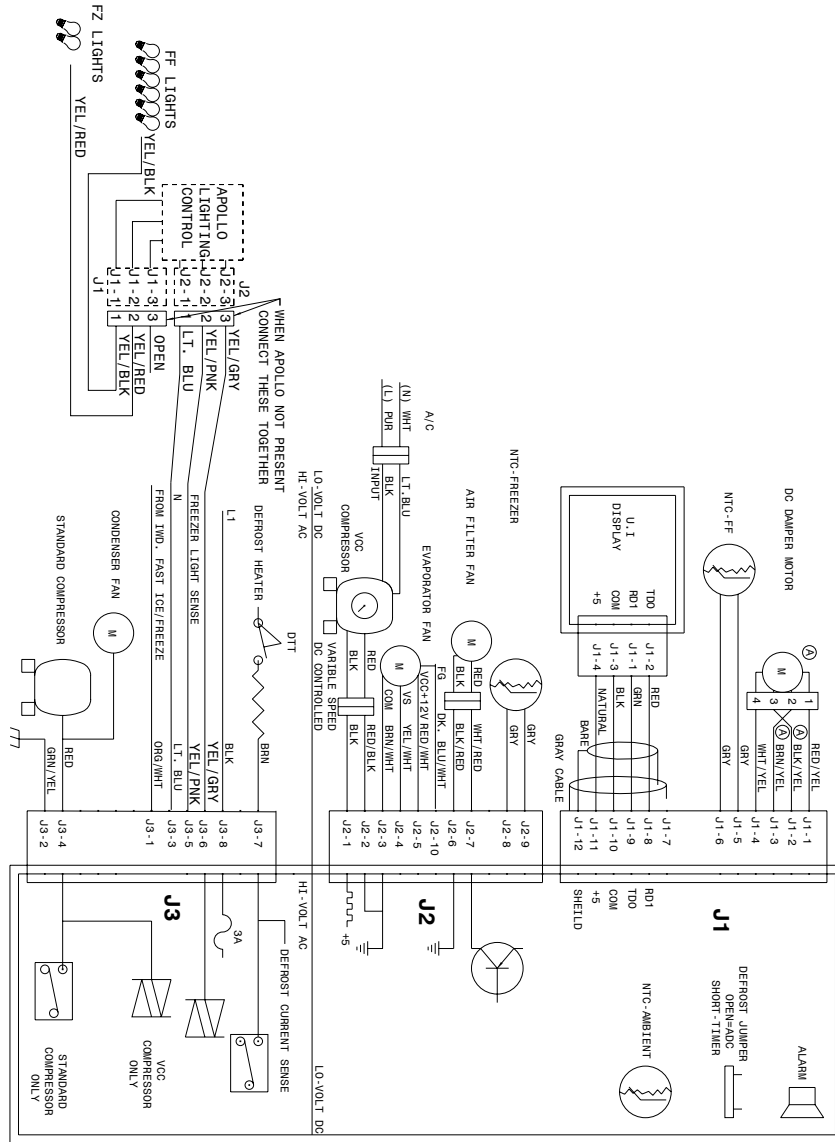 FZ LIGHTS
FF LIGHTS
YEL/RED
YEL/BLK
APOLLO
LIGHTING
CONTROL
J1-1
J1-2
J1-3
J2-1
J2-2
J2-3
J1
J2
1
2
3
1
2
3
OPEN
YEL/RED
YEL/BLK
YEL/GRY
YEL/PNK
LT. BLU
WHEN APOLLO NOT PRESENT
CONNECT THESE TOGETHER
DC DAMPER MOTOR
A
M
1
2
3
4
RED/YEL
A
BLK/YEL
A
BRN/YEL
WHT/YEL
NTC-FF
GRY
GRY
U.I
DISPLAY
TDO
RD1
COM
+5
J1-2
J1-1
J1-3
J1-4
RED
GRN
BLK
NATURAL
BARE
GRAY CABLE
J1-1
J1-2
J1-3
J1-4
J1-5
J1-6
J1-7
J1-8
J1-9
J1-10
J1-11
J1-12
J1
RD1
TDO
COM
+5
SHEILD
ALARM
DEFROST JUMPER
OPEN=ADC
SHORT-TIMER
NTC-AMBIENT
NTC-FREEZER
GRY
GRY
AIR FILTER FAN
M
RED
BLK
WHT/RED
BLK/RED
EVAPORATOR FAN
M
FG
DK. BLU/WHT
VCC+12V
RED/WHT
VS
YEL/WHT
COM
BRN/WHT
A/C
(N) WHT
(L) PUR
LT.BLU
BLK
INPUT
VCC
COMPRESSOR
RED
BLK
RED/BLK
BLK
VARIBLE SPEED
DC CONTROLLED
J2-9
J2-8
J2-7
J2-6
J2-10
J2-5
J2-4
J2-3
J2-2
J2-1
J2
+5
LO-VOLT DC
HI-VOLT AC
HI-VOLT AC
LO-VOLT DC
DEFROST HEATER
DTT
BRN
L1
BLK
YEL/GRY
FREEZER LIGHT SENSE
YEL/PNK
N
LT. BLU
FROM IWD. FAST ICE/FREEZE
ORG/WHT
CONDENSER FAN
M
STANDARD COMPRESSOR
RED
GRN/YEL
J3-7
J3-8
J3-6
J3-5
J3-3
J3-1
J3-4
J3-2
J3
DEFROST CURRENT SENSE
3A
VCC
COMPRESSOR
ONLY
STANDARD
COMPRESSOR
ONLY